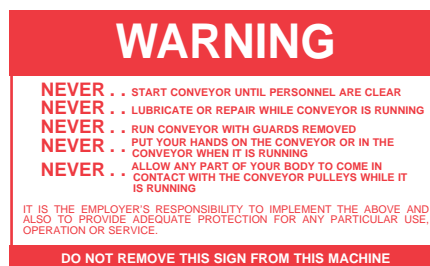 WARNING
NEVER . . START CONVEYOR UNTIL PERSONNEL ARE CLEAR
NEVER . . LUBRICATE OR REPAIR WHILE CONVEYOR IS RUNNING
NEVER . . RUN CONVEYOR WITH GUARDS REMOVED
NEVER . . PUT YOUR HANDS ON THE CONVEYOR OR IN THE
CONVEYOR WHEN IT IS RUNNING
NEVER . . ALLOW ANY PART OF YOUR BODY TO COME IN
CONTACT WITH THE CONVEYOR PULLEYS WHILE IT
IS RUNNING
IT IS THE EMPLOYER'S RESPONSIBILITY TO IMPLEMENT THE ABOVE AND
ALSO TO PROVIDE ADEQUATE PROTECTION FOR ANY PARTICULAR USE,
OPERATION OR SERVICE.
DO NOT REMOVE THIS SIGN FROM THIS MACHINE